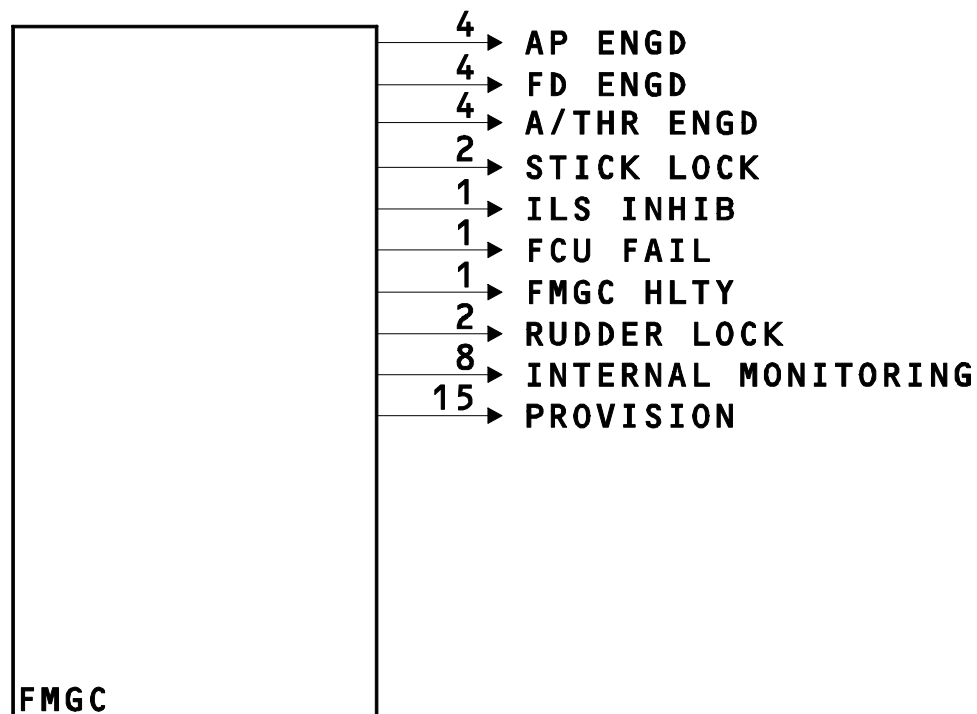 4 AP ENGD
4 FD ENGD
4 A/THR ENGD
2 STICK LOCK
1 ILS INHIB
1 FCU FAIL
1 FMGC HLTY
2 RUDDER LOCK
8 INTERNAL MONITORING
15 PROVISION
FMGC